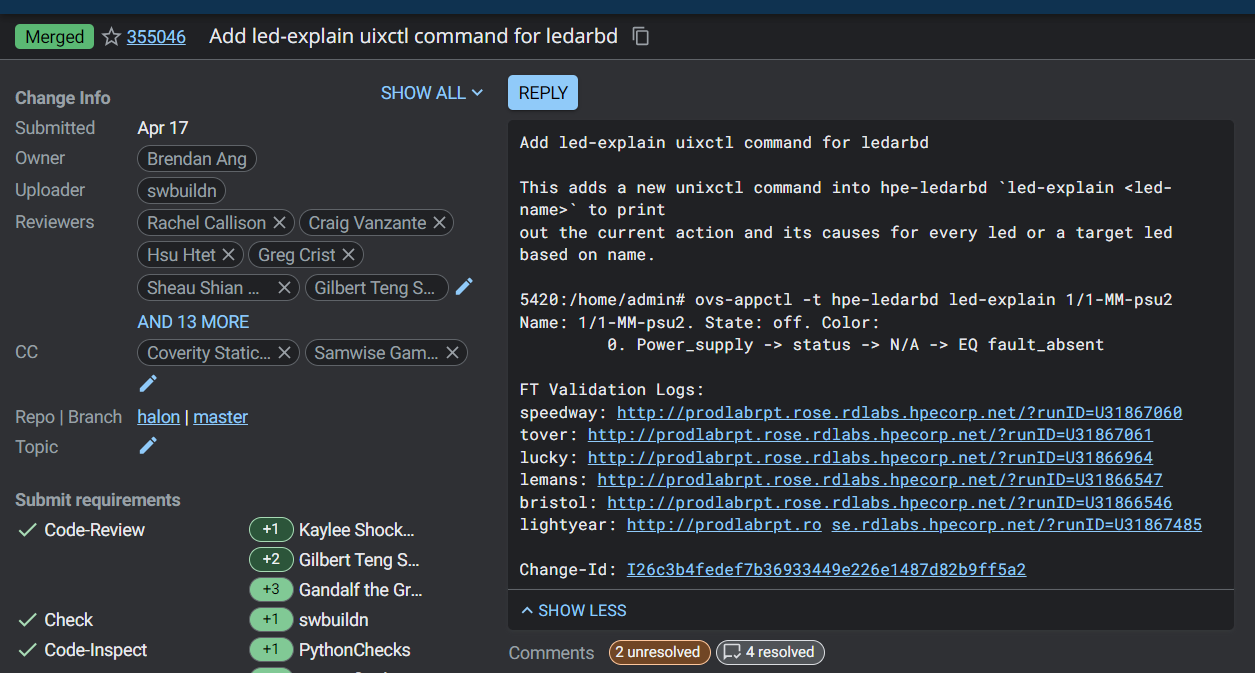 Merged 355046 Add led-explain uixctl command for ledarbd
Change Info SHOW ALL
Submitted Apr 17
Owner Brendan Ang
Uploader swbuildn
Reviewers Rachel Callison Craig Vanzante
Hsu Htet Greg Crist
Sheau Shian ... Gilbert Teng S...
AND 13 MORE
CC Coverity Static... Samwise Gam...
Repo | Branch halon | master
Topic
Submit requirements
Code-Review +1 Kaylee Shock...
+2 Gilbert Teng S...
+3 Gandalf the Gr...
Check +1 swbuildn
Code-Inspect +1 PythonChecks
REPLY
Add led-explain uixctl command for ledarbd
This adds a new unixctl command into hpe-ledarbd `led-explain <led-
name>` to print
out the current action and its causes for every led or a target led
based on name.
5420:/home/admin# ovs-appctl -t hpe-ledarbd led-explain 1/1-MM-psu2
Name: 1/1-MM-psu2. State: off. Color:
0. Power_supply -> status -> N/A -> EQ fault_absent
FT Validation Logs:
speedway: http://prodlabrpt.rose.rdlabs.hpecorp.net/?runID=U31867060
tover: http://prodlabrpt.rose.rdlabs.hpecorp.net/?runID=U31867061
lucky: http://prodlabrpt.rose.rdlabs.hpecorp.net/?runID=U31866964
lemans: http://prodlabrpt.rose.rdlabs.hpecorp.net/?runID=U31866547
bristol: http://prodlabrpt.rose.rdlabs.hpecorp.net/?runID=U31866546
lightyear: http://prodlabrpt.ro se.rdlabs.hpecorp.net/?runID=U31867485
Change-Id: I26c3b4fedef7b36933449e226e1487d82b9ff5a2
SHOW LESS
Comments 2 unresolved 4 resolved